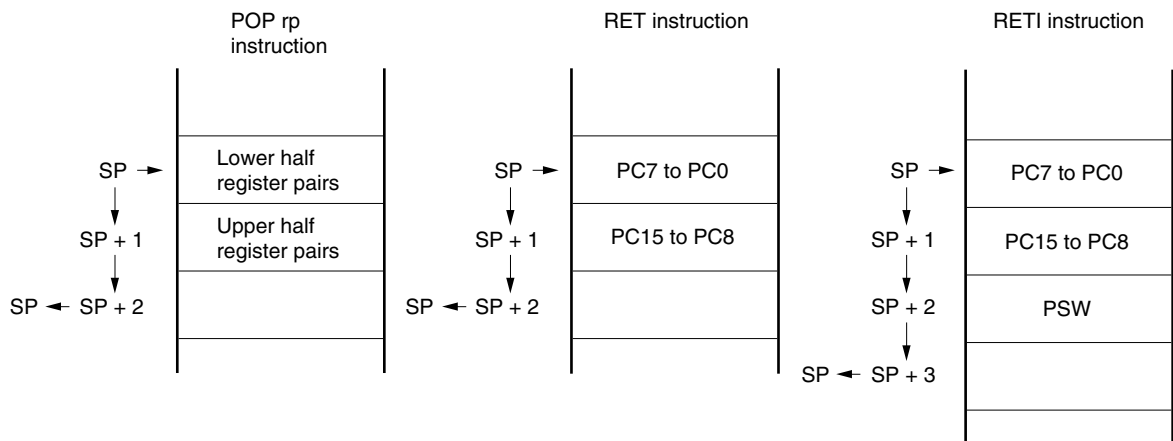 POP rp
instruction
SP
Lower half
register pairs
SP + 1
Upper half
register pairs
SP
SP + 2
RET instruction
SP
PC7 to PC0
SP + 1
PC15 to PC8
SP
SP + 2
RETI instruction
SP
PC7 to PC0
SP + 1
PC15 to PC8
SP + 2
PSW
SP
SP + 3